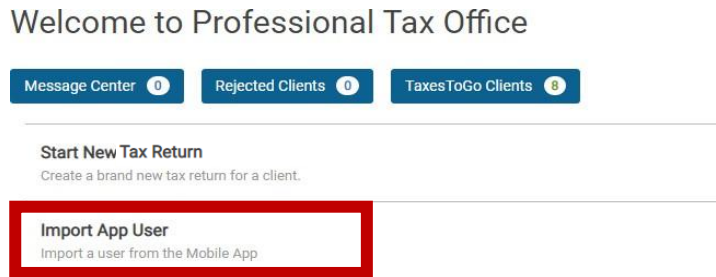 Welcome to Professional Tax Office
Message Center 0 Rejected Clients 0 TaxesToGo Clients 8
Start New Tax Return
Create a brand new tax return for a client.
Import App User
Import a user from the Mobile App